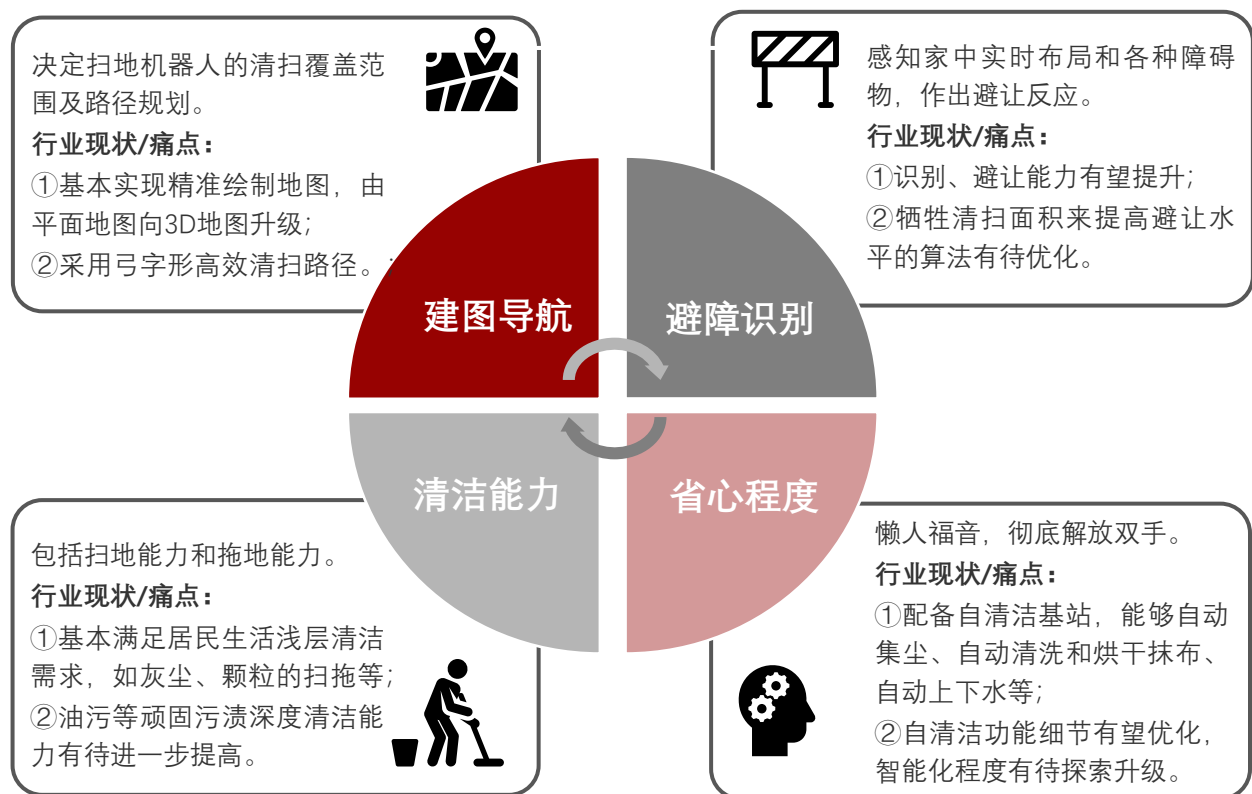 决定扫地机器人的清扫覆盖范
围及路径规划。
行业现状/痛点：
①基本实现精准绘制地图，由
平面地图向3D地图升级；
②采用弓字形高效清扫路径。；
感知家中实时布局和各种障碍
物，作出避让反应。
行业现状/痛点：
①识别、避让能力有望提升；
②牺牲清扫面积来提高避让水
平的算法有待优化。
建图导航
避障识别
清洁能力
省心程度
包括扫地能力和拖地能力。
行业现状/痛点：
①基本满足居民生活浅层清洁
需求，如灰尘、颗粒的扫拖等；
②油污等顽固污渍深度清洁能
力有待进一步提高。
懒人福音，彻底解放双手。
行业现状/痛点：
①配备自清洁基站，能够自动
集尘、自动清洗和烘干抹布、
自动上下水等；
②自清洁功能细节有望优化，
智能化程度有待探索升级。